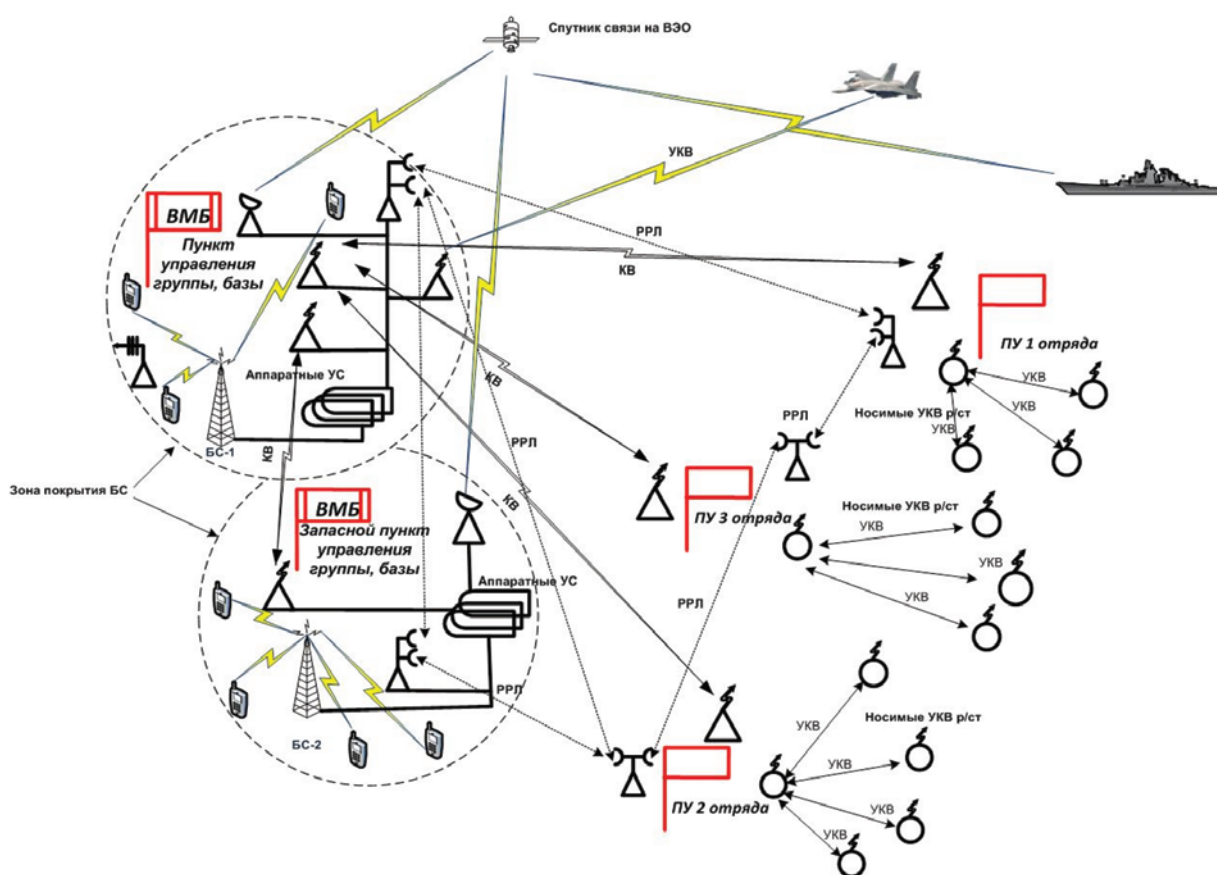 Спутник связи на ВЭО
УКВ
ВМБ
Пункт
управления
группы, базы
РРЛ
КВ
ПУ 1 отряда
Аппаратные УС
КВ
УКВ
УКВ
Носимые УКВ р/ст
УКВ
РРЛ
РРЛ
БС-1
КВ
Зона покрытия БС
ВМБ
Запасной пункт
управления
группы, базы
КВ
ПУ 3 отряда
Носимые УКВ р/ст
УКВ
УКВ
УКВ
Аппаратные УС
РРЛ
РРЛ
БС-2
ПУ 2 отряда
УКВ
Носимые УКВ р/ст
УКВ
УКВ
УКВ